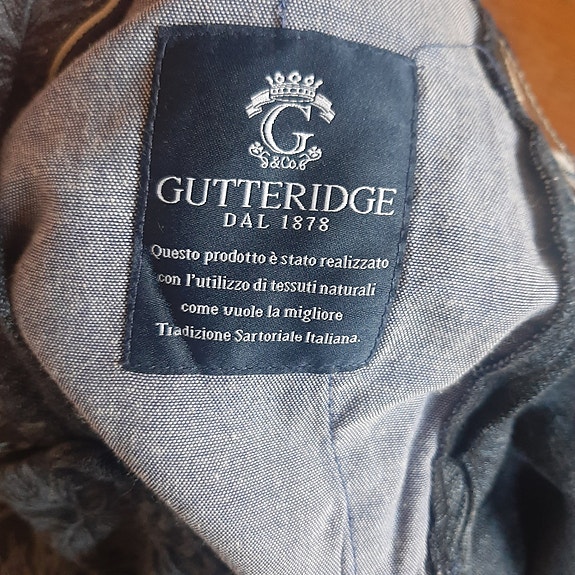 G
&Co.
GUTTERIDGE
DAL 1878
Questo prodotto è stato realizzato
con l'utilizzo di tessuti naturali
come vuole la migliore
Tradizione Sartoriale Italiana.